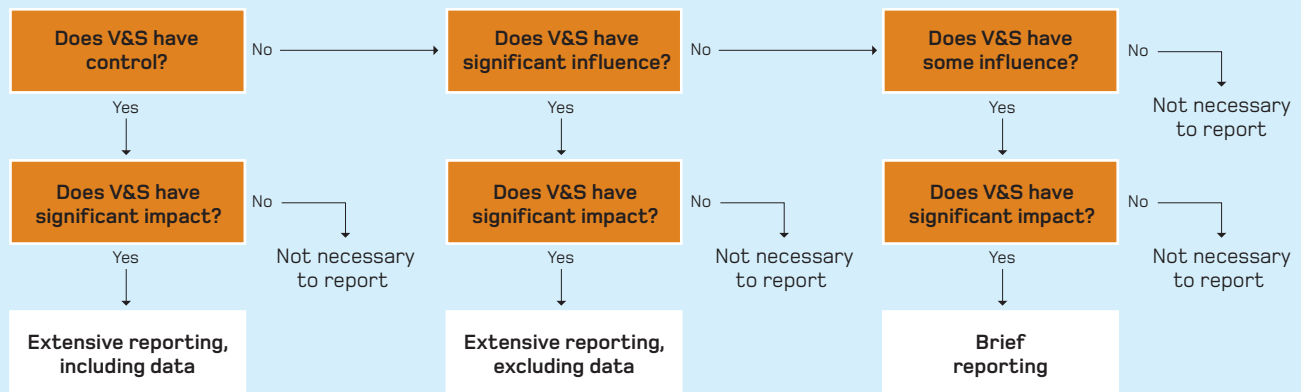 Does V&S have
control?
No
Does V&S have
significant influence?
No
Does V&S have
some influence?
No
Not necessary
to report
Yes
Yes
Yes
Does V&S have
significant impact?
No
Not necessary
to report
Does V&S have
significant impact?
No
Not necessary
to report
Does V&S have
significant impact?
No
Not necessary
to report
Yes
Yes
Yes
Extensive reporting,
including data
Extensive reporting,
excluding data
Brief
reporting